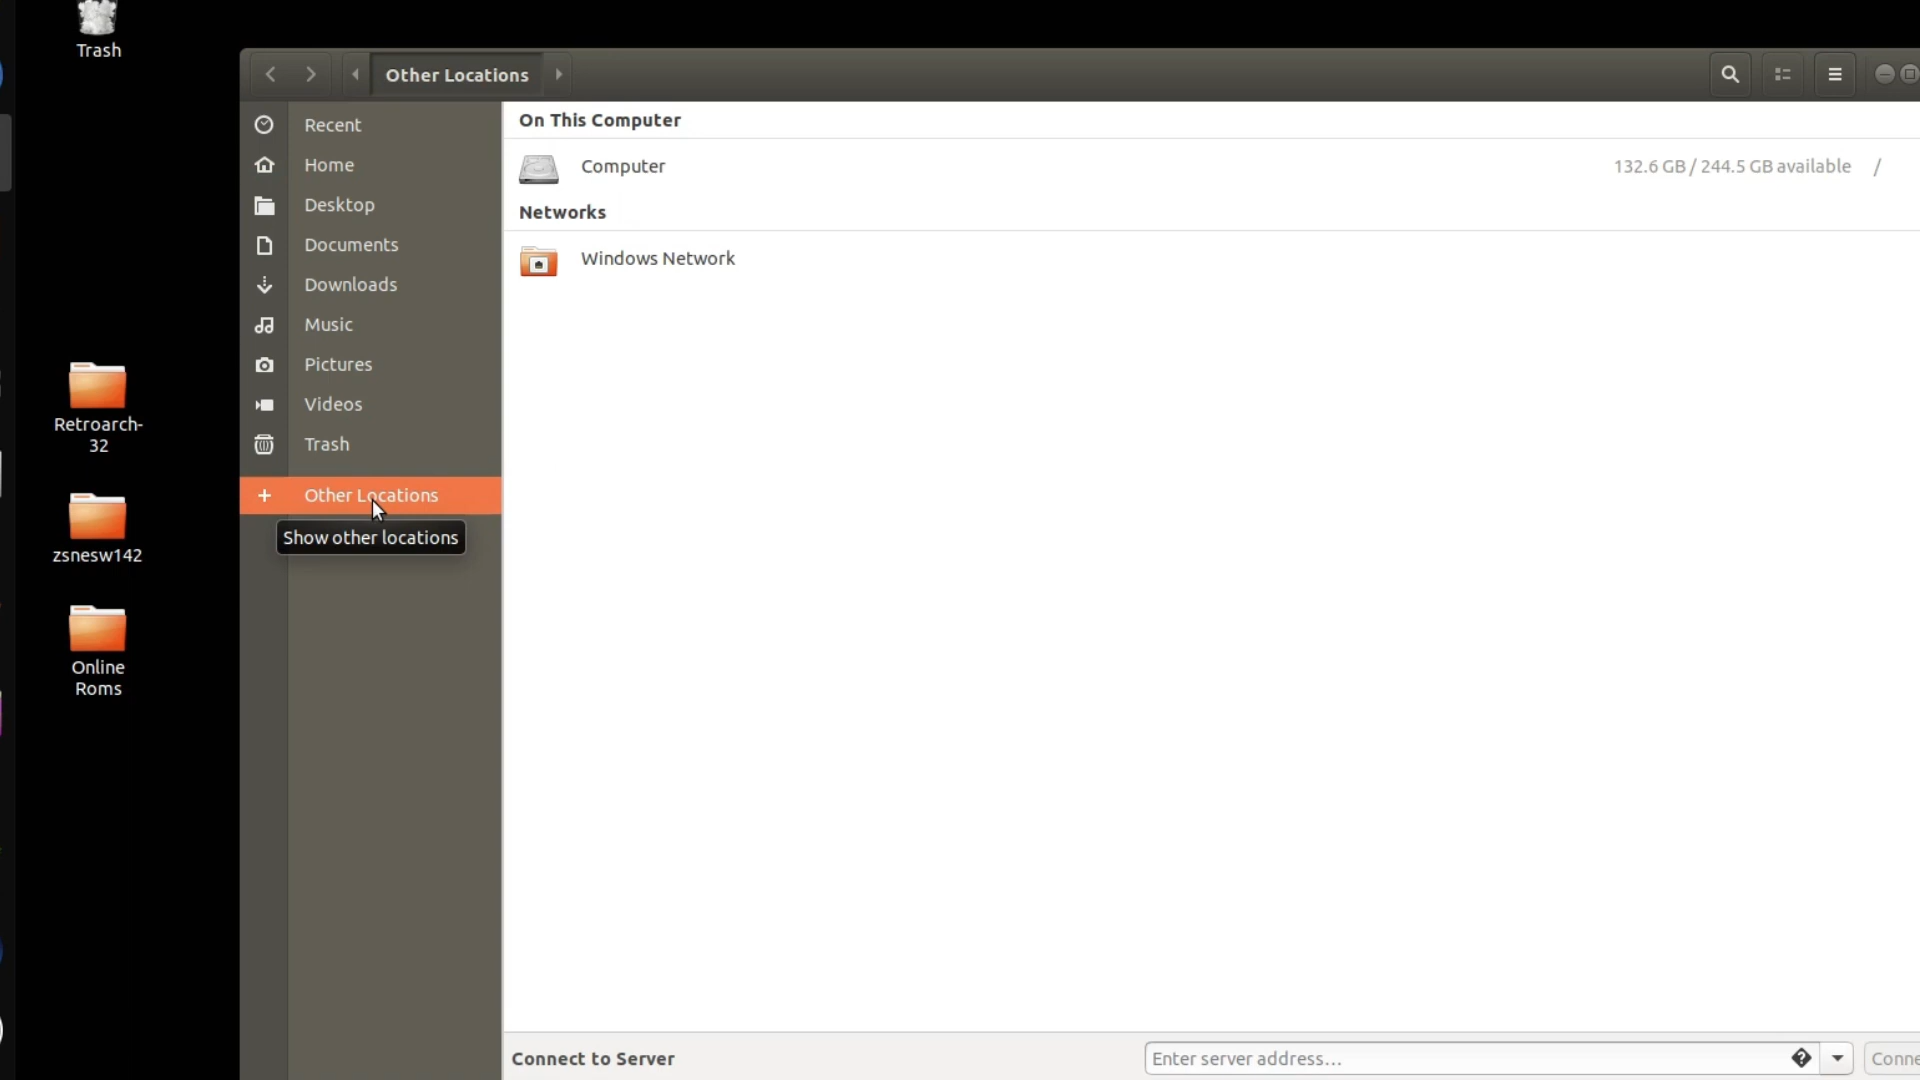 Trash
Other Locations
Recent
Home
Desktop
Documents
Downloads
Music
Pictures
Videos
Trash
Other Locations
Show other locations
On This Computer
Computer
132.6 GB / 244.5 GB available /
Networks
Windows Network
Retroarch-
32
zsnesw142
Online
Roms
Connect to Server
Enter server address...